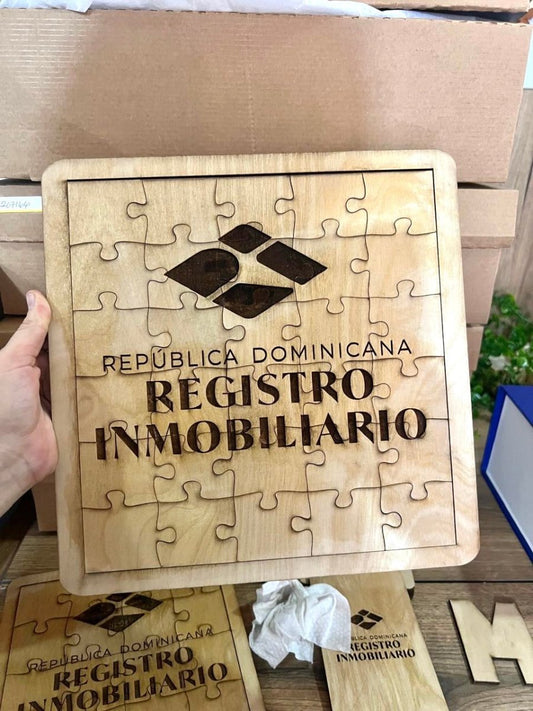 REPÚBLICA DOMINICANA
REGISTRO
INMOBILIARIO
REPÚBLICA DOMINICANA
REGISTRO
INMOBILIARIO
REPÚBLICA DOMINICANA
REGISTRO
INMOBILIARIO
M